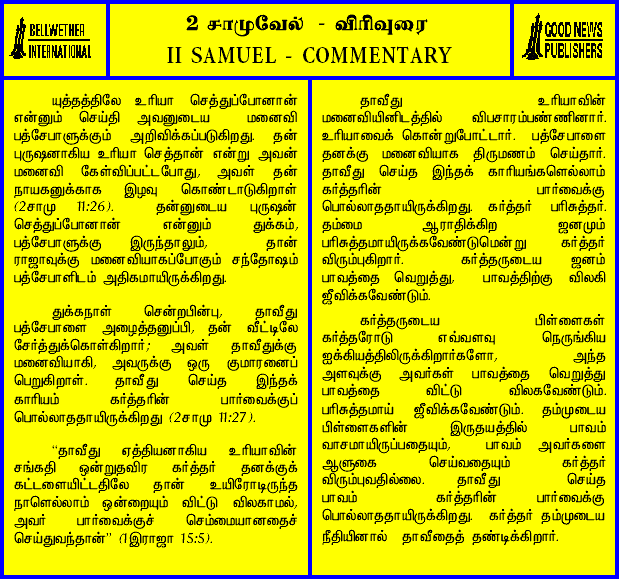 BELLWETHER
INTERNATIONAL
2 சாமுவேல் - விரிவுரை
II SAMUEL - COMMENTARY
GOOD NEWS
PUBLISHERS
யுத்தத்திலே உரியா செத்துப்போனான்
என்னும் செய்தி அவனுடைய மனைவி
பத்சேபாளுக்கும் அறிவிக்கப்படுகிறது. தன்
புருஷனாகிய உரியா செத்தான் என்று அவன்
மனைவி கேள்விப்பட்டபோது, அவள் தன்
நாயகனுக்காக இழவு கொண்டாடுகிறாள்
(2சாமு 11:26). தன்னுடைய புருஷன்
செத்துப்போனான் என்னும் துக்கம்,
பத்சேபாளுக்கு இருந்தாலும், தான்
ராஜாவுக்கு மனைவியாகப்போகும் சந்தோஷம்
பத்சேபாளிடம் அதிகமாயிருக்கிறது.
துக்கநாள் சென்றபின்பு, தாவீது
பத்சேபாளை அழைத்தனுப்பி, தன் வீட்டிலே
சேர்த்துக்கொள்கிறார்; அவள் தாவீதுக்கு
மனைவியாகி, அவருக்கு ஒரு குமாரனைப்
பெறுகிறாள். தாவீது செய்த இந்தக்
காரியம் கர்த்தரின் பார்வைக்குப்
பொல்லாததாயிருக்கிறது (2சாமு 11:27).
“தாவீது ஏத்தியனாகிய உரியாவின்
சங்கதி ஒன்றுதவிர கர்த்தர் தனக்குக்
கட்டளையிட்டதிலே தான் உயிரோடிருந்த
நாளெல்லாம் ஒன்றையும் விட்டு விலகாமல்,
அவர் பார்வைக்குச் செம்மையானதைச்
செய்துவந்தான்” (1இராஜா 15:5).
தாவீது உரியாவின்
மனைவியினிடத்தில் விபசாரம்பண்ணினார்.
உரியாவைக் கொன்றுபோட்டார். பத்சேபாளை
தனக்கு மனைவியாக திருமணம் செய்தார்.
தாவீது செய்த இந்தக் காரியங்களெல்லாம்
கர்த்தரின் பார்வைக்கு
பொல்லாததாயிருக்கிறது. கர்த்தர் பரிசுத்தர்.
தம்மை ஆராதிக்கிற ஜனமும்
பரிசுத்தமாயிருக்கவேண்டுமென்று கர்த்தர்
விரும்புகிறார். கர்த்தருடைய ஜனம்
பாவத்தை வெறுத்து, பாவத்திற்கு விலகி
ஜீவிக்கவேண்டும்.
கர்த்தருடைய பிள்ளைகள்
கர்த்தரோடு எவ்வளவு நெருங்கிய
ஐக்கியத்திலிருக்கிறார்களோ, அந்த
அளவுக்கு அவர்கள் பாவத்தை வெறுத்து
பாவத்தை விட்டு விலகவேண்டும்.
பரிசுத்தமாய் ஜீவிக்கவேண்டும். தம்முடைய
பிள்ளைகளின் இருதயத்தில் பாவம்
வாசமாயிருப்பதையும், பாவம் அவர்களை
ஆளுகை செய்வதையும் கர்த்தர்
விரும்புவதில்லை. தாவீது செய்த
பாவம் கர்த்தரின் பார்வைக்கு
பொல்லாததாயிருக்கிறது. கர்த்தர் தம்முடைய
நீதியினால் தாவீதைத் தண்டிக்கிறார்.